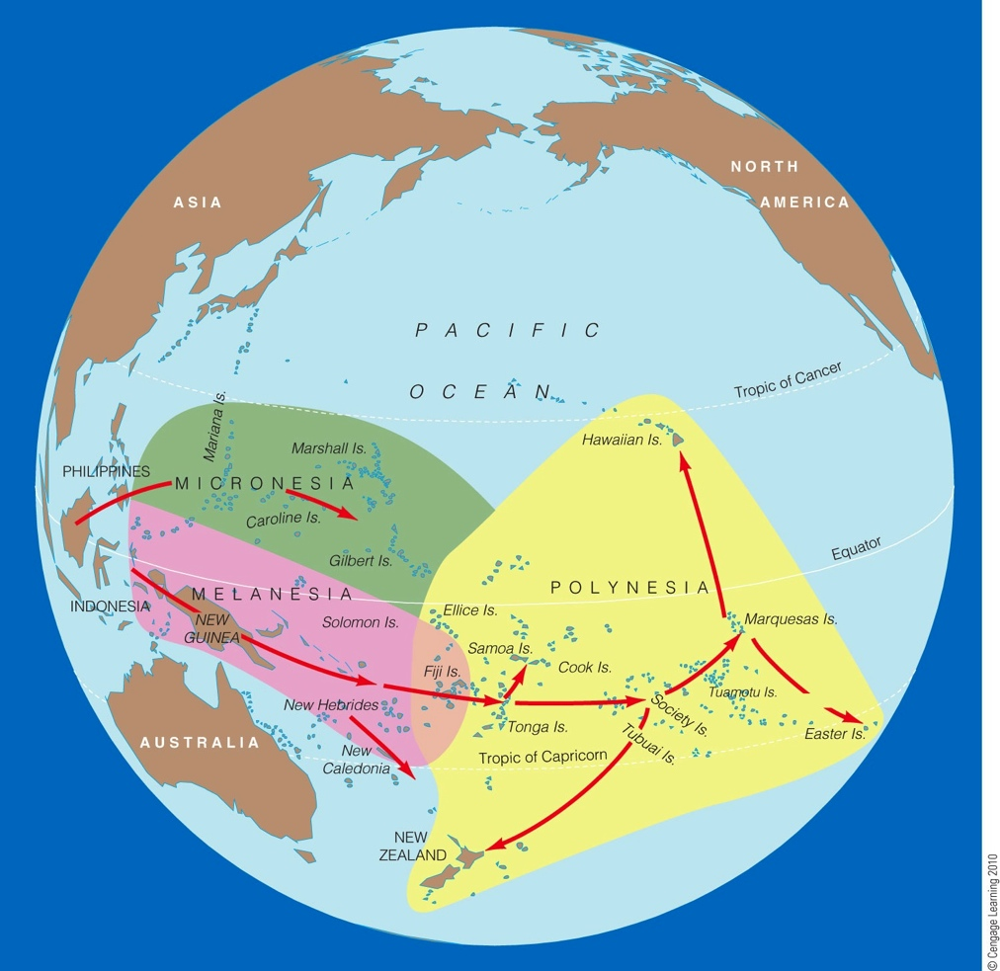 NORTH
AMERICA
ASIA
PACIFIC
OCEAN
Tropic of Cancer
Mariana Is.
Hawaiian Is.
Marshall Is.
PHILIPPINES
MICRONESIA
Caroline Is.
Equator
Gilbert Is.
POLYNESIA
MELANESIA
INDONESIA
Ellice Is.
NEW
GUINEA
Solomon Is.
Marquesas Is.
Samoa Is.
Cook Is.
Fiji Is.
Tuamotu Is.
New Hebrides
Society Is.
Tonga Is.
Easter Is.
AUSTRALIA
Tubuai Is.
New
Caledonia
Tropic of Capricorn
NEW
ZEALAND
© Cengage Learning 2010